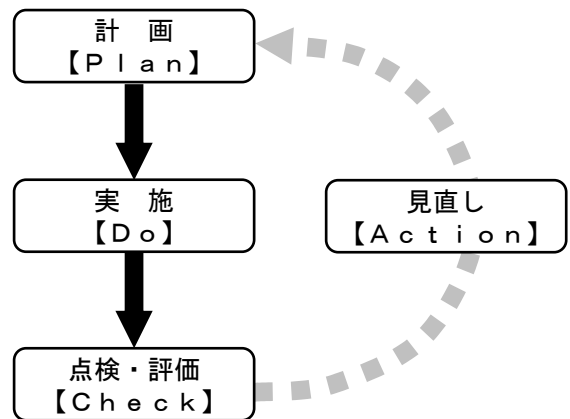 計　画
【Ｐｌａｎ】
実　施
【Ｄｏ】
見直し
【Ａｃｔｉｏｎ】
点検・評価
【Ｃｈｅｃｋ】